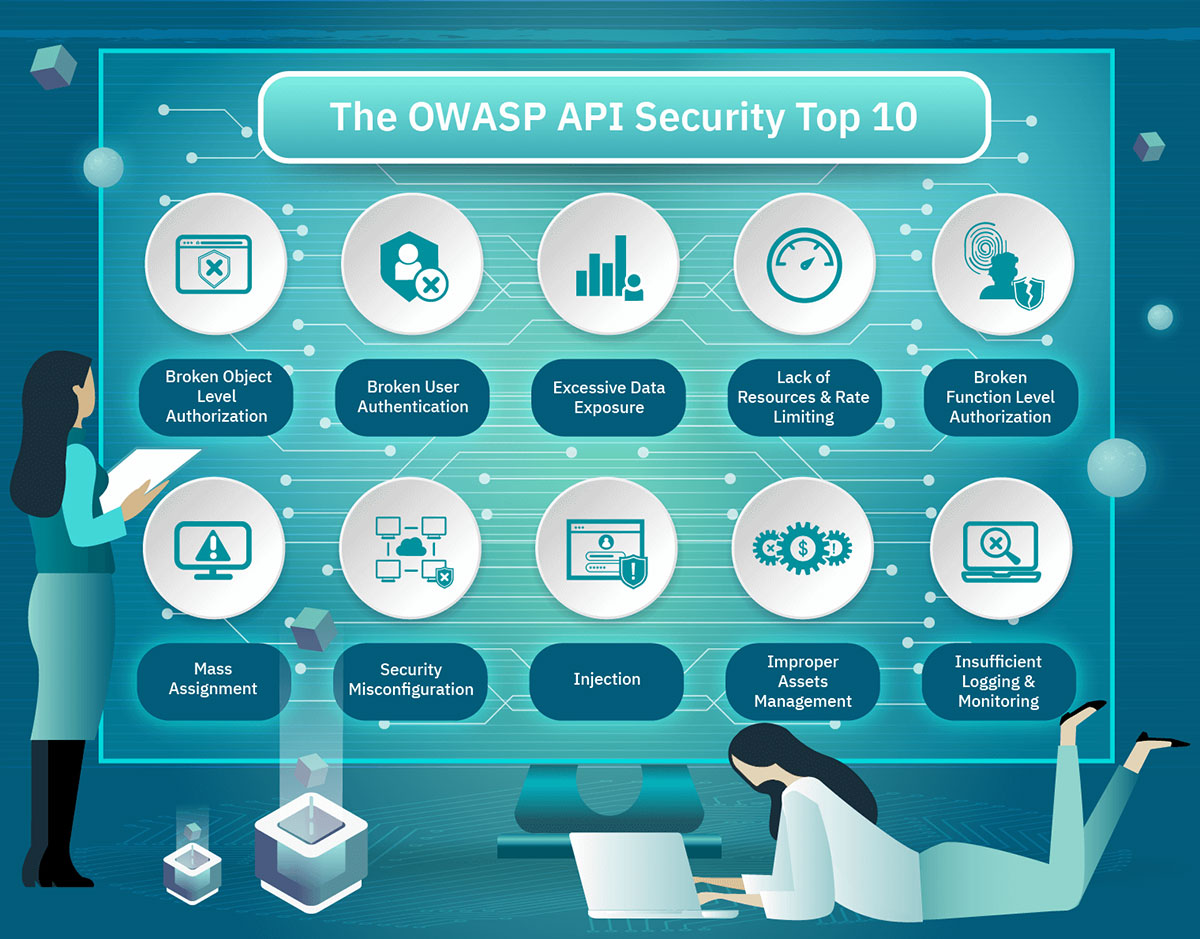 The OWASP API Security Top 10
Broken Object
Level
Authorization
Broken User
Authentication
Excessive Data
Exposure
Lack of
Resources & Rate
Limiting
Broken
Function Level
Authorization
Mass
Assignment
Security
Misconfiguration
Injection
Improper
Assets
Management
Insufficient
Logging &
Monitoring